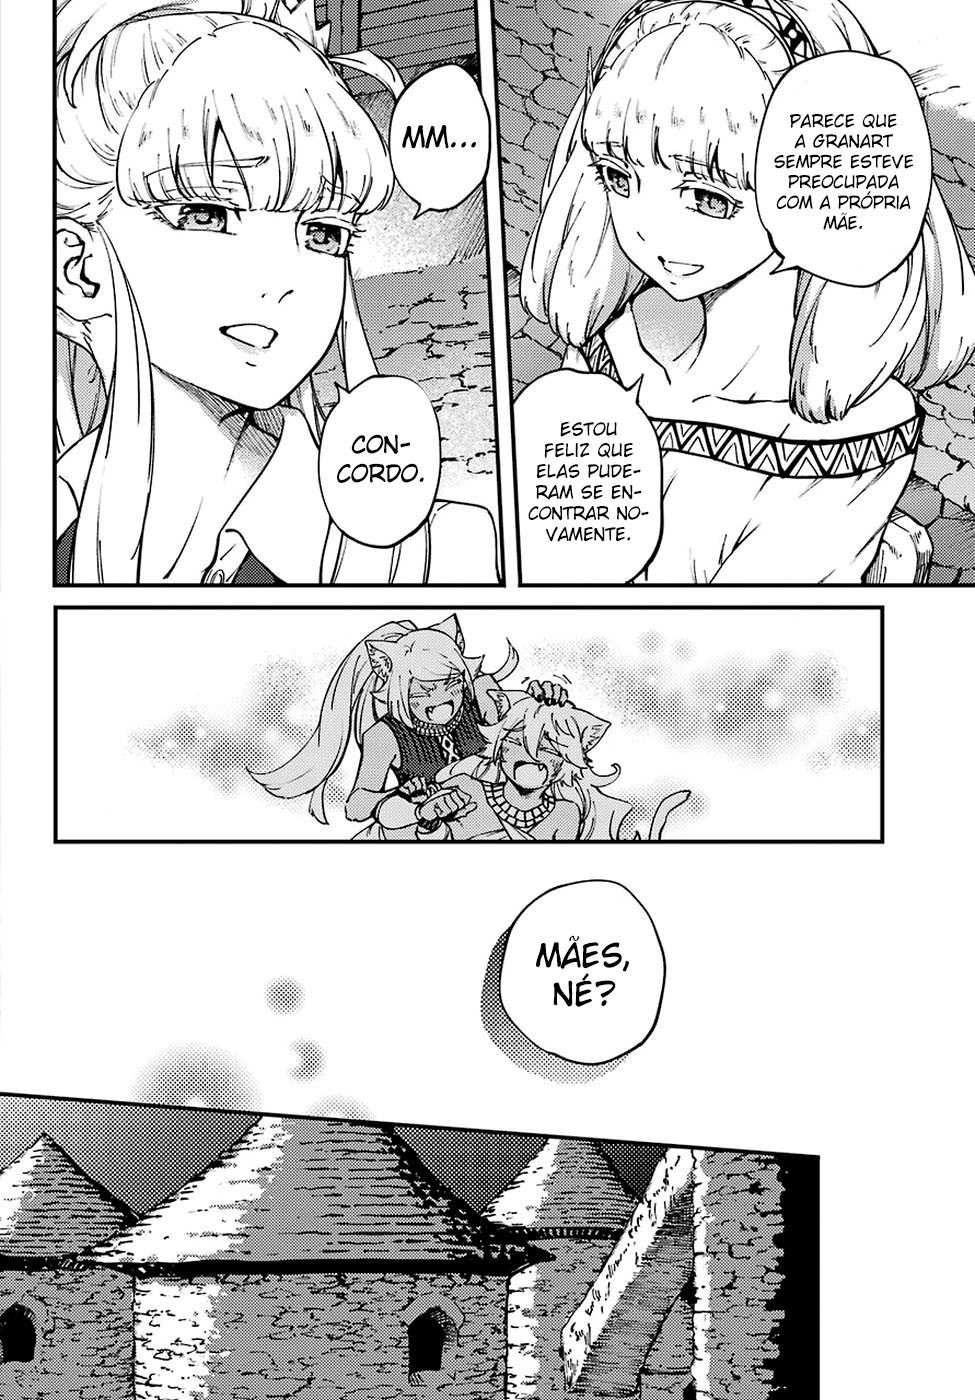 PARECE QUE
A GRANART
SEMPRE ESTEVE
PREOCUPADA
COM A PRÓPRIA
MÃE.
ESTOU
FELIZ QUE
ELAS PUDE-
RAM SE EN-
CONTRAR NO-
VAMENTE.
MM...
CON-
CORDO.
MÃES,
NÉ?